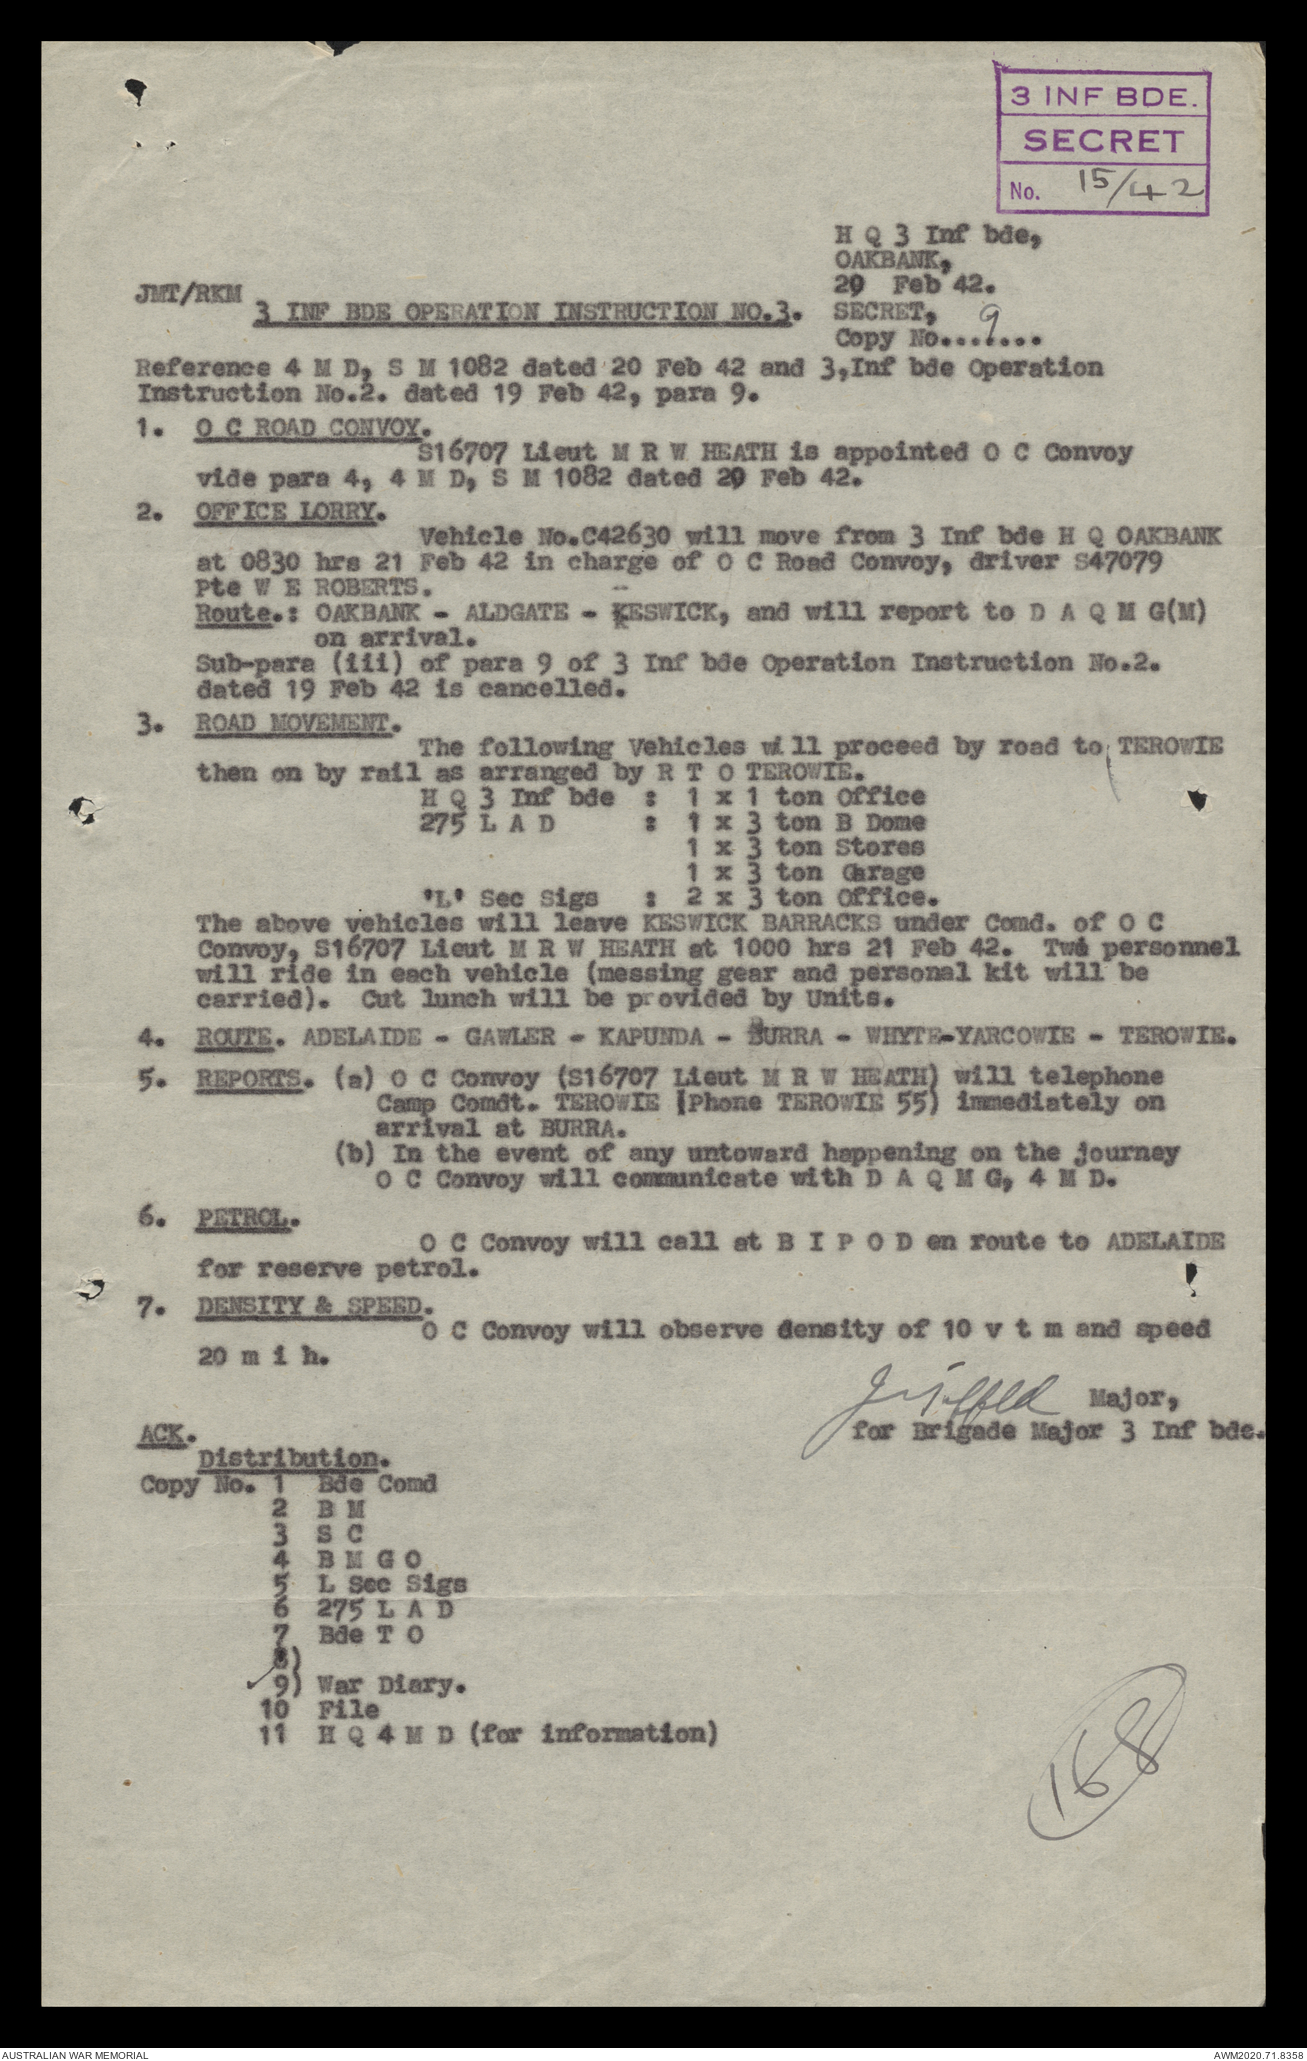 3 INF BDE.
SECRET
No. 15/42
H Q 3 Inf bde,
OAKBANK,
20 Feb 42.
JMT/RKM
3 INF BDE OPERATION INSTRUCTION NO.3. SECRET,
Copy No...9....
Reference 4 M D, S M 1082 dated 20 Feb 42 and 3,Inf bde Operation
Instruction No.2. dated 19 Feb 42, para 9.
1. O C ROAD CONVOY.
S16707 Lieut M R W HEATH is appointed O C Convoy
vide para 4, 4 M D, S M 1082 dated 20 Feb 42.
2. OFFICE LORRY.
Vehicle No.C42630 will move from 3 Inf bde H Q OAKBANK
at 0830 hrs 21 Feb 42 in charge of O C Road Convoy, driver S47079
Pte W E ROBERTS.
Route.: OAKBANK - ALDGATE - KESWICK, and will report to D A Q M G(M)
on arrival.
Sub-para (iii) of para 9 of 3 Inf bde Operation Instruction No.2.
dated 19 Feb 42 is cancelled.
3. ROAD MOVEMENT.
The following Vehicles will proceed by road to TEROWIE
then on by rail as arranged by R T O TEROWIE.
H Q 3 Inf bde : 1 x 1 ton Office
275 L A D : 1 x 3 ton B Dome
1 x 3 ton Stores
1 x 3 ton Garage
'L' Sec Sigs : 2 x 3 ton Office.
The above vehicles will leave KESWICK BARRACKS under Comd. of O C
Convoy, S16707 Lieut M R W HEATH at 1000 hrs 21 Feb 42. Two personnel
will ride in each vehicle (messing gear and personal kit will be
carried). Cut lunch will be provided by Units.
4. ROUTE. ADELAIDE - GAWLER - KAPUNDA - BURRA - WHYTE-YARCOWIE - TEROWIE.
5. REPORTS. (a) O C Convoy (S16707 Lieut M R W HEATH) will telephone
Camp Comdt. TEROWIE (Phone TEROWIE 55) immediately on
arrival at BURRA.
(b) In the event of any untoward happening on the journey
O C Convoy will communicate with D A Q M G, 4 M D.
6. PETROL.
O C Convoy will call at B I P O D en route to ADELAIDE
for reserve petrol.
7. DENSITY & SPEED.
O C Convoy will observe density of 10 v t m and speed
20 m i h.
Major,
for Brigade Major 3 Inf bde.
ACK.
Distribution.
Copy No. 1 Bde Comd
2 B M
3 S C
4 B M G O
5 L Sec Sigs
6 275 L A D
7 Bde T O
8)
✓ 9) War Diary.
10 File
11 H Q 4 M D (for information)
168
AUSTRALIAN WAR MEMORIAL
AWM2020.71.8358